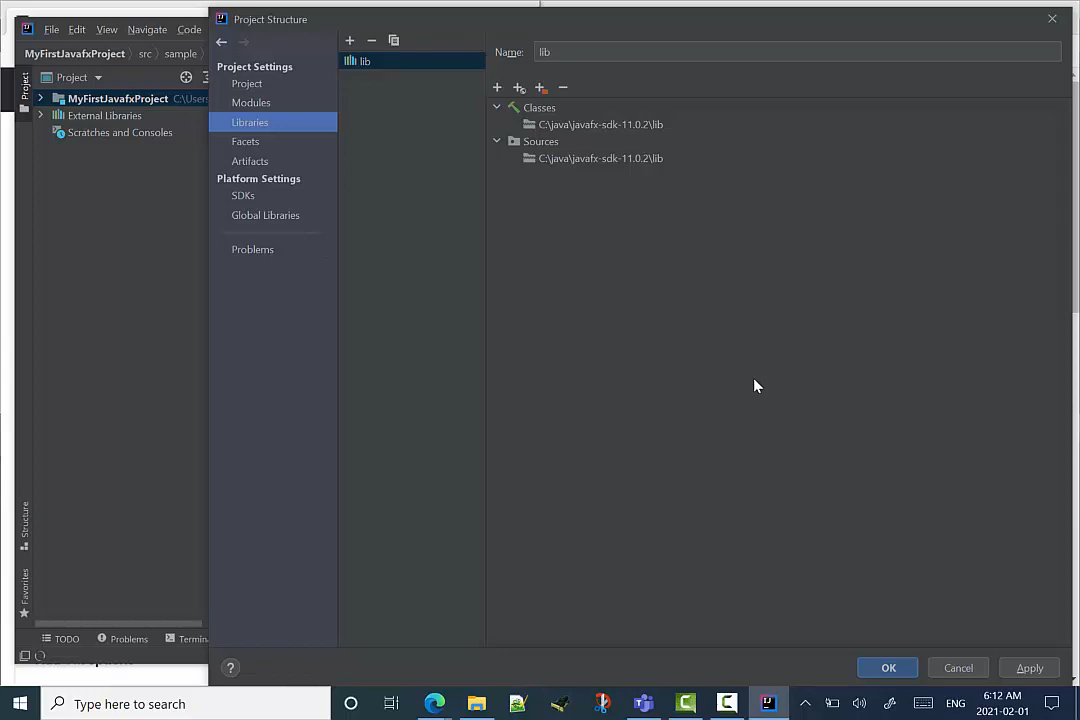 File Edit View Navigate Code
MyFirstJavafxProject src sample
Project
MyFirstJavafxProject C:\Users
External Libraries
Scratches and Consoles
Project
Structure
Favorites
TODO Problems Termin
Project Structure
Project Settings
Project
Modules
Libraries
Facets
Artifacts
Platform Settings
SDKs
Global Libraries
Problems
lib
Name: lib
Classes
C:\java\javafx-sdk-11.0.2\lib
Sources
C:\java\javafx-sdk-11.0.2\lib
? OK Cancel Apply
Type here to search
ENG
6:12 AM
2021-02-01